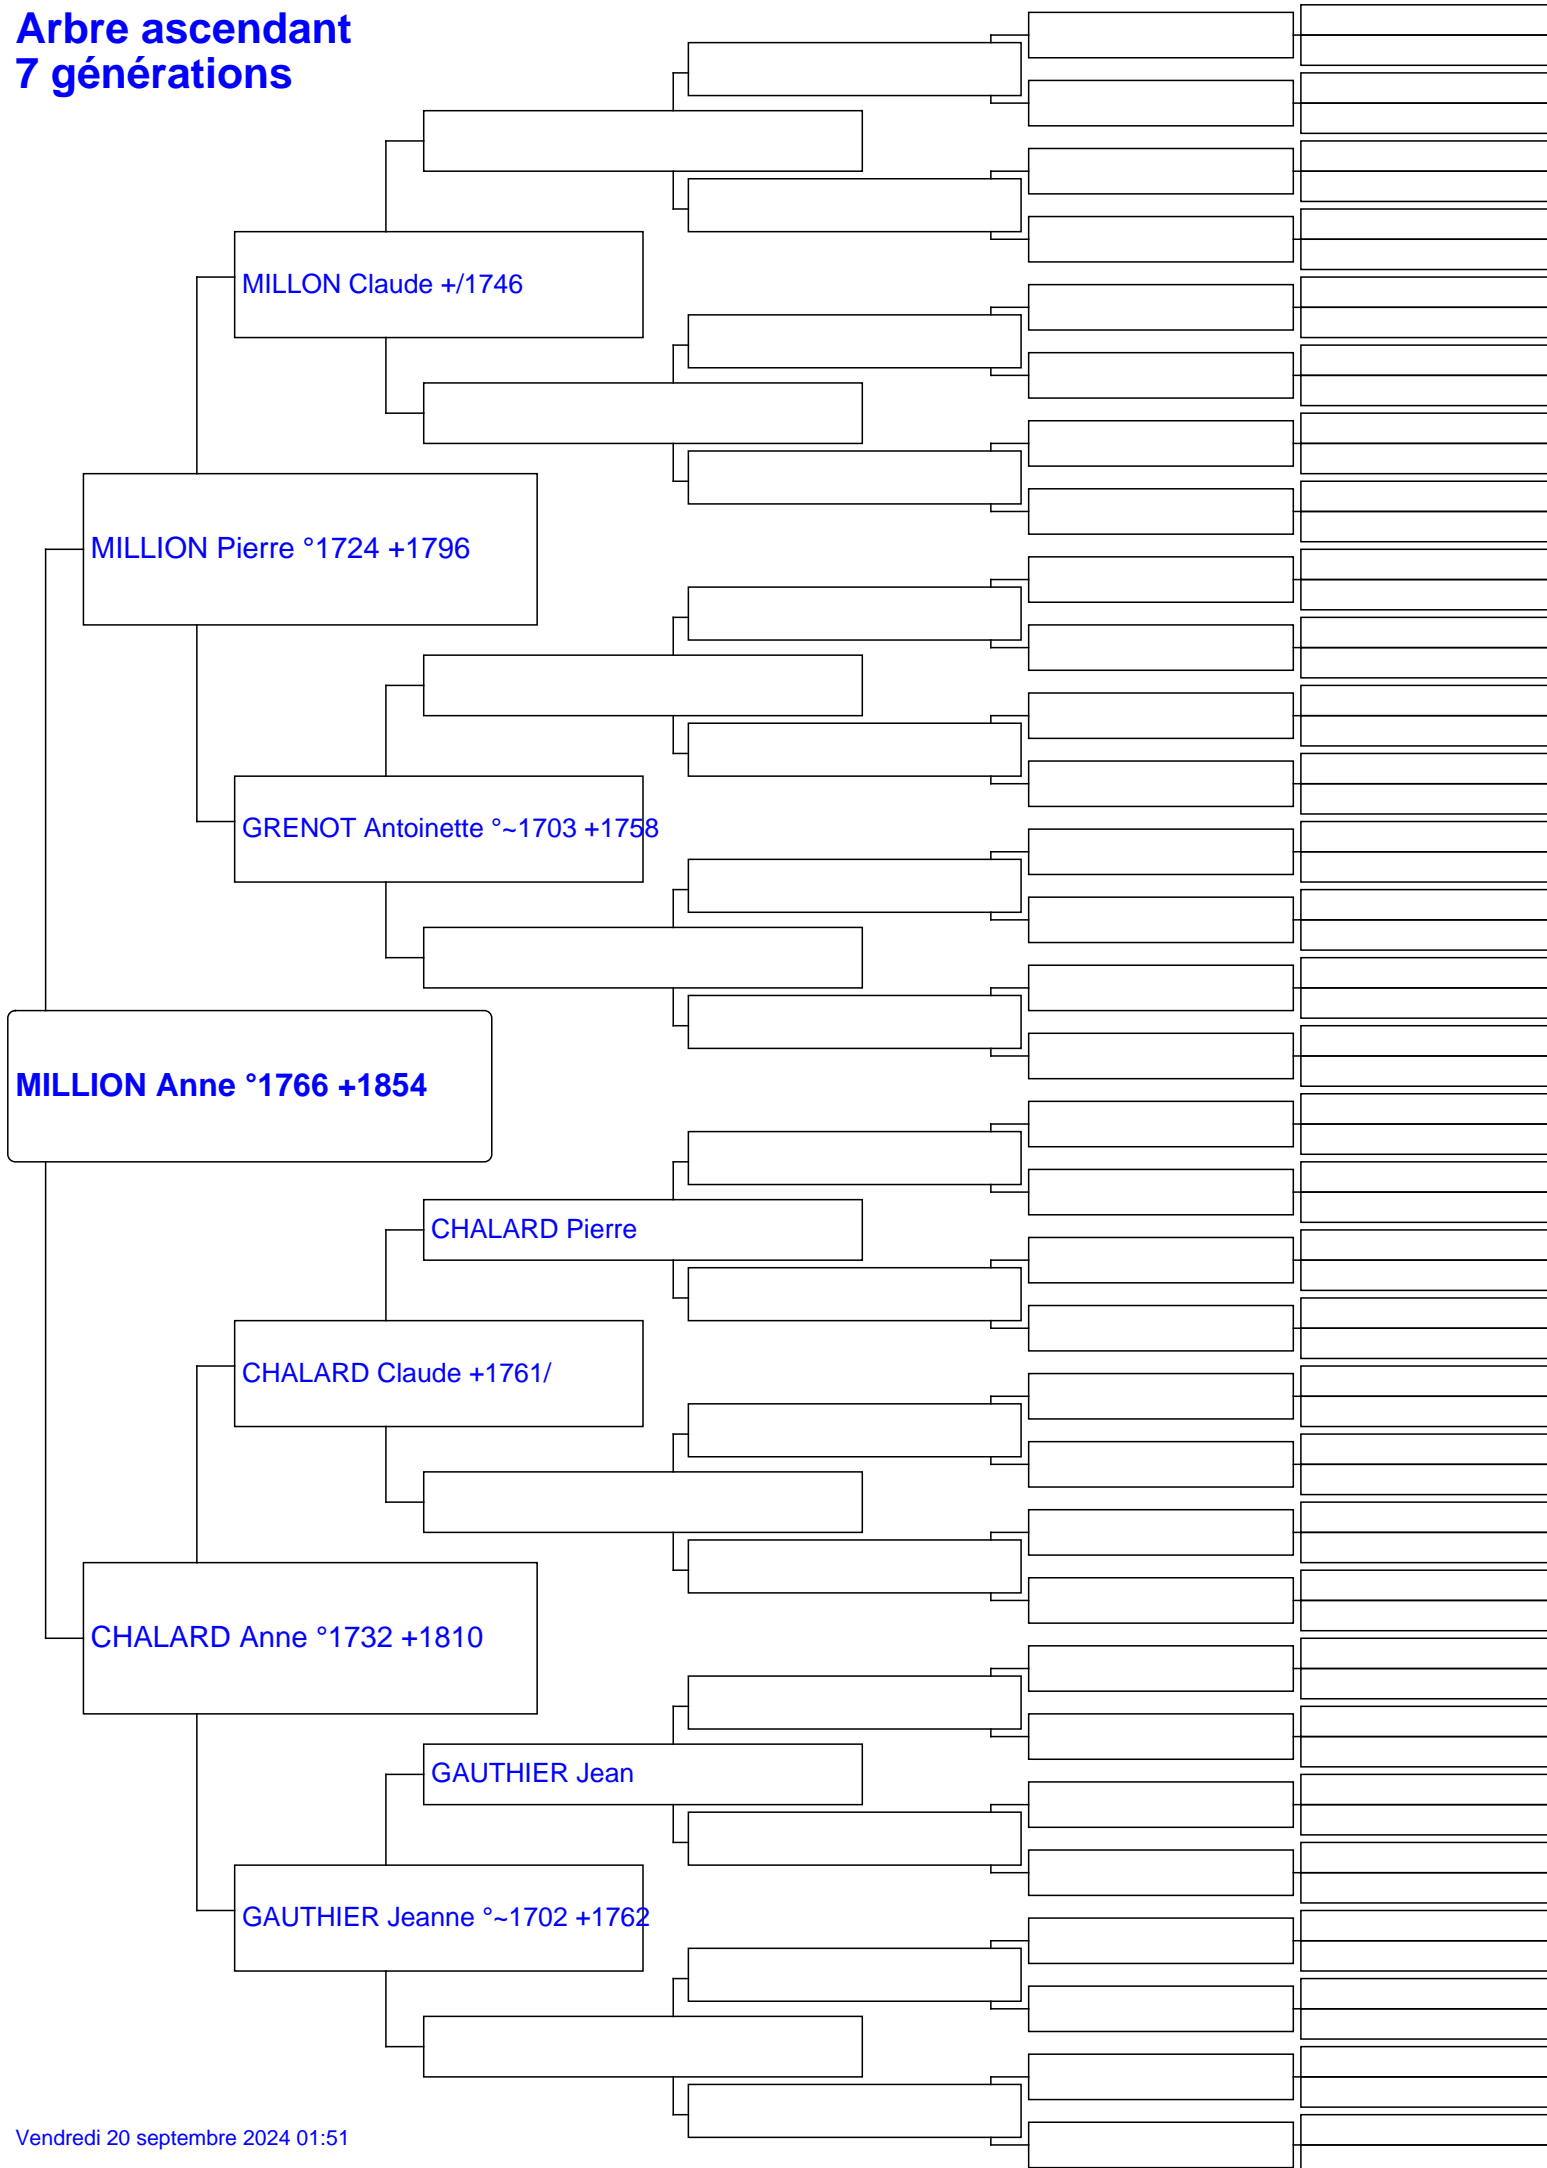 Arbre ascendant
7 générations
MILLON Claude +/1746
MILLION Pierre °1724 +1796
GRENOT Antoinette °~1703 +1758
MILLION Anne °1766 +1854
CHALARD Pierre
CHALARD Claude +1761/
CHALARD Anne °1732 +1810
GAUTHIER Jean
GAUTHIER Jeanne °~1702 +1762
Vendredi 20 septembre 2024 01:51